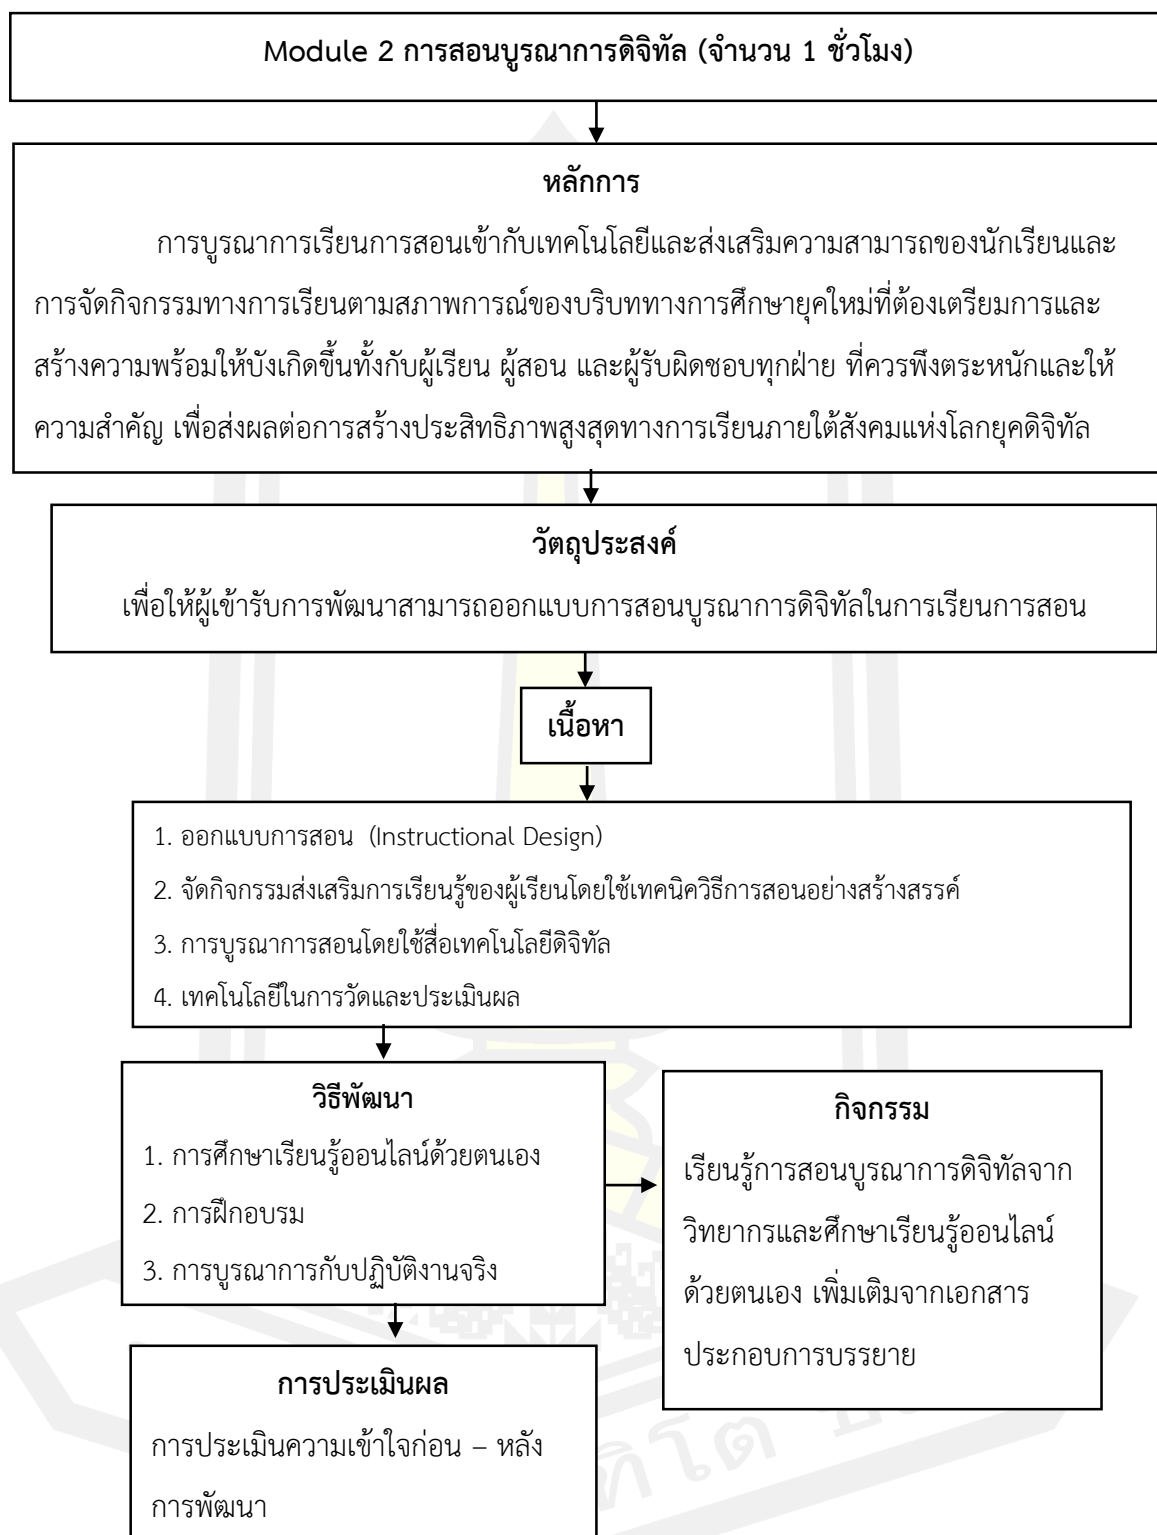 Module 2 การสอนบูรณาการดิจิทัล (จำนวน 1 ชั่วโมง)
หลักการ
การบูรณาการเรียนการสอนเข้ากับเทคโนโลยีและส่งเสริมความสามารถของนักเรียนและ
การจัดกิจกรรมทางการเรียนตามสภาพการณ์ของบริบททางการศึกษายุคใหม่ที่ต้องเตรียมการและ
สร้างความพร้อมให้บังเกิดขึ้นทั้งกับผู้เรียน ผู้สอน และผู้รับผิดชอบทุกฝ่าย ที่ควรพึงตระหนักและให้
ความสำคัญ เพื่อส่งผลต่อการสร้างประสิทธิภาพสูงสุดทางการเรียนภายใต้สังคมแห่งโลกยุคดิจิทัล
วัตถุประสงค์
เพื่อให้ผู้เข้ารับการพัฒนาสามารถออกแบบการสอนบูรณาการดิจิทัลในการเรียนการสอน
เนื้อหา
1. ออกแบบการสอน (Instructional Design)
2. จัดกิจกรรมส่งเสริมการเรียนรู้ของผู้เรียนโดยใช้เทคนิควิธีการสอนอย่างสร้างสรรค์
3. การบูรณาการสอนโดยใช้สื่อเทคโนโลยีดิจิทัล
4. เทคโนโลยีในการวัดและประเมินผล
วิธีพัฒนา
1. การศึกษาเรียนรู้ออนไลน์ด้วยตนเอง
2. การฝึกอบรม
3. การบูรณาการกับปฏิบัติงานจริง
กิจกรรม
เรียนรู้การสอนบูรณาการดิจิทัลจาก
วิทยากรและศึกษาเรียนรู้ออนไลน์
ด้วยตนเอง เพิ่มเติมจากเอกสาร
ประกอบการบรรยาย
การประเมินผล
การประเมินความเข้าใจก่อน – หลัง
การพัฒนา